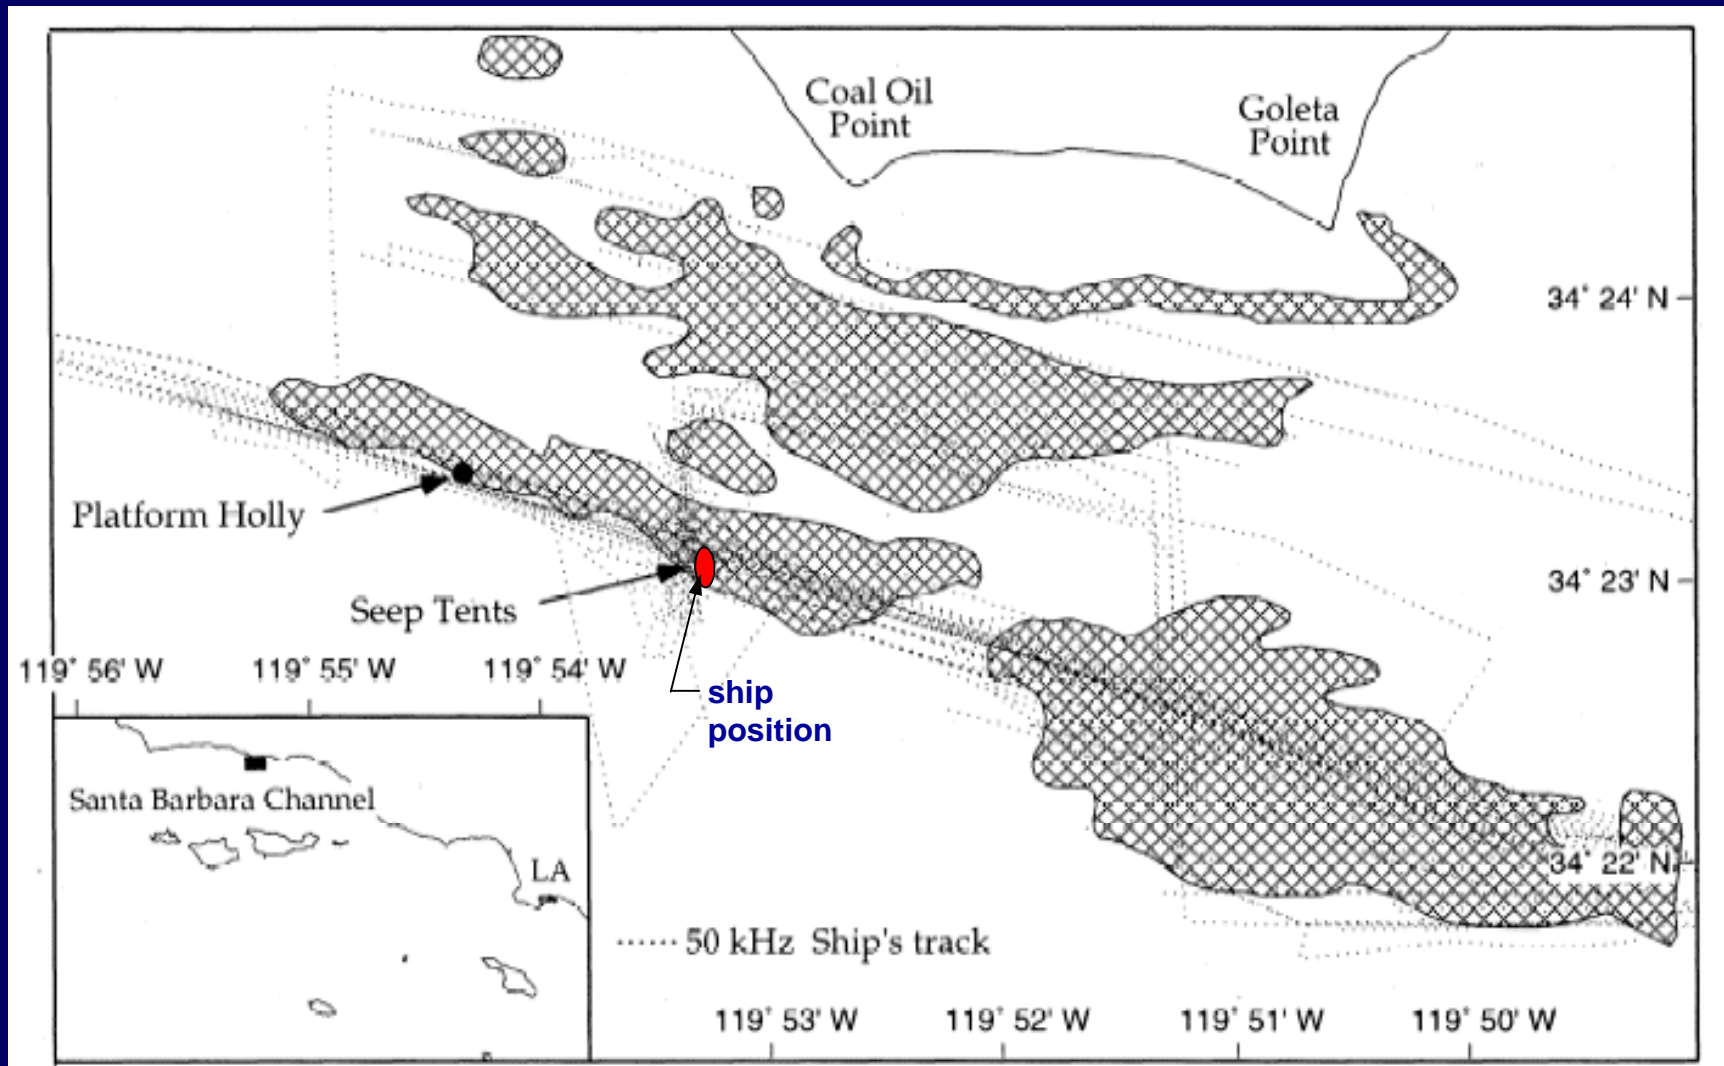 Coal Oil
Point
Goleta
Point
34° 24' N
Platform Holly
34° 23' N
Seep Tents
119° 56' W
119° 55' W
119° 54' W
ship
position
Santa Barbara Channel
LA
34° 22' N
50 kHz Ship's track
119° 53' W
119° 52' W
119° 51' W
119° 50' W